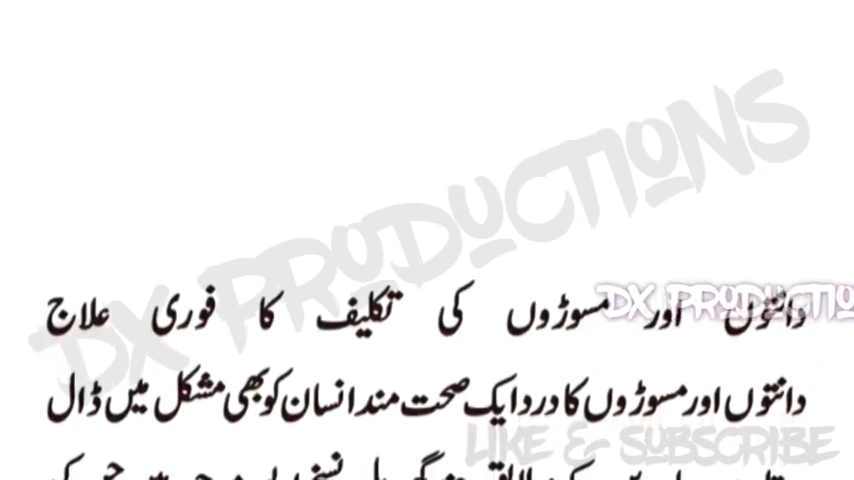 DX PRODUCTIONS
DX PRODUCTIO
دانتوں اور مسوڑوں کی تکلیف کا فوری علاج
دانتوں اور مسوڑوں کا درد ایک صحت مند انسان کو بھی مشکل میں ڈال
LIKE & SUBSCRIBE